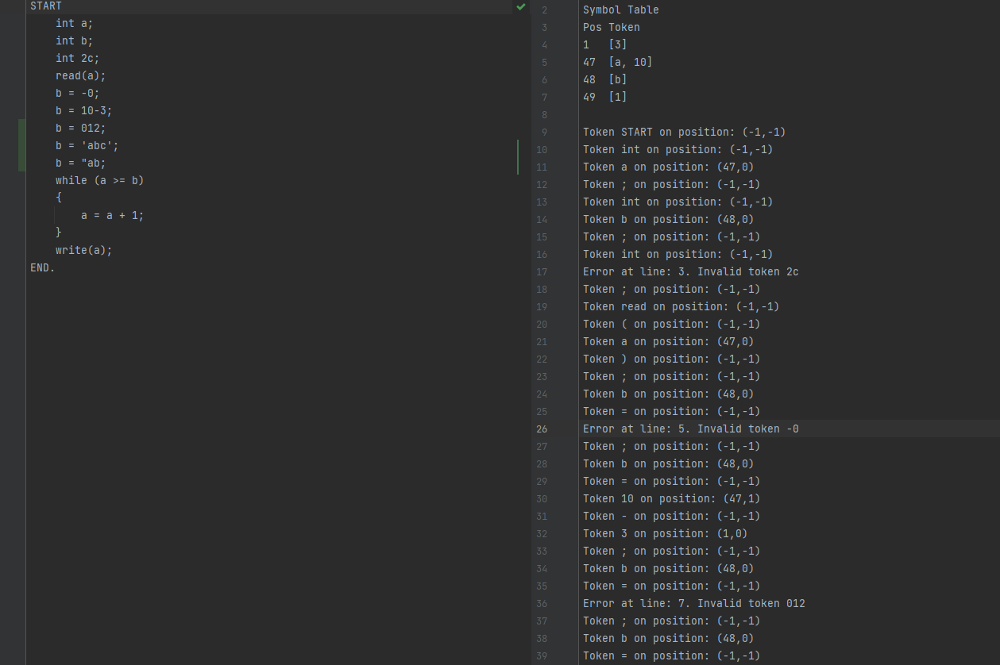 START
    int a;
    int b;
    int 2c;
    read(a);
    b = -0;
    b = 10-3;
    b = 012;
    b = 'abc';
    b = "ab;
    while (a >= b)
    {
        a = a + 1;
    }
    write(a);
END.
2 Symbol Table
3 Pos Token
4 1   [3]
5 47  [a, 10]
6 48  [b]
7 49  [1]
8
9 Token START on position: (-1,-1)
10 Token int on position: (-1,-1)
11 Token a on position: (47,0)
12 Token ; on position: (-1,-1)
13 Token int on position: (-1,-1)
14 Token b on position: (48,0)
15 Token ; on position: (-1,-1)
16 Token int on position: (-1,-1)
17 Error at line: 3. Invalid token 2c
18 Token ; on position: (-1,-1)
19 Token read on position: (-1,-1)
20 Token ( on position: (-1,-1)
21 Token a on position: (47,0)
22 Token ) on position: (-1,-1)
23 Token ; on position: (-1,-1)
24 Token b on position: (48,0)
25 Token = on position: (-1,-1)
26 Error at line: 5. Invalid token -0
27 Token ; on position: (-1,-1)
28 Token b on position: (48,0)
29 Token = on position: (-1,-1)
30 Token 10 on position: (47,1)
31 Token - on position: (-1,-1)
32 Token 3 on position: (1,0)
33 Token ; on position: (-1,-1)
34 Token b on position: (48,0)
35 Token = on position: (-1,-1)
36 Error at line: 7. Invalid token 012
37 Token ; on position: (-1,-1)
38 Token b on position: (48,0)
39 Token = on position: (-1,-1)